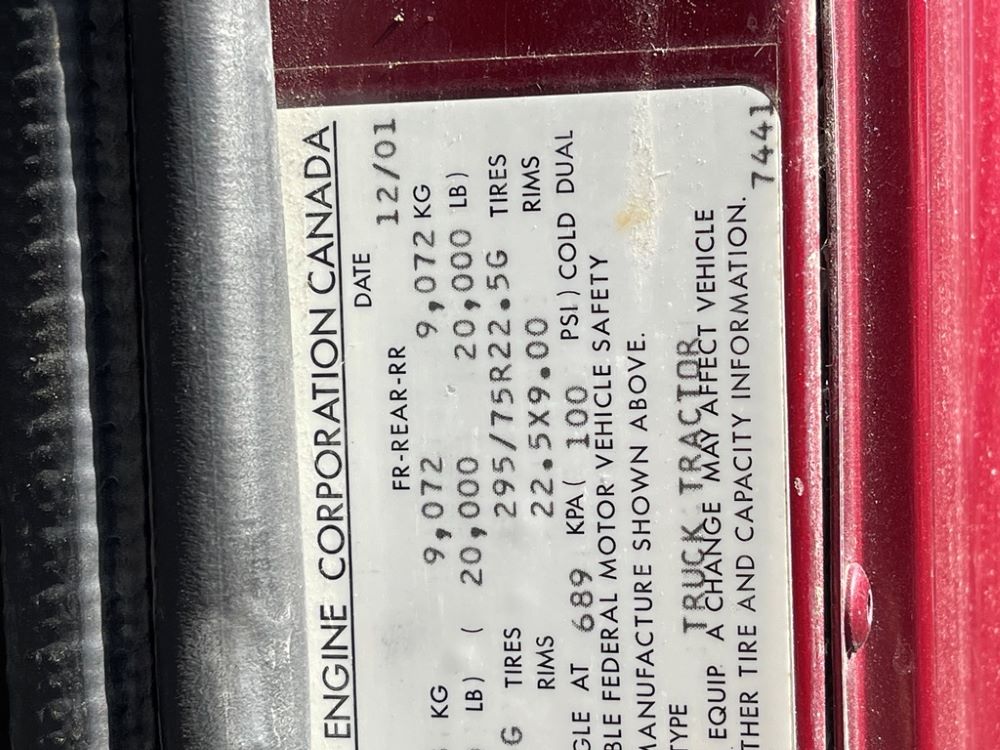 ENGINE CORPORATION CANADA
DATE 12/01
FR-REAR-RR
KG 9,072 9,072 KG
LB) ( 20,000 20,000 LB)
G TIRES 295/75R22.5G TIRES
RIMS 22.5X9.00 RIMS
GLE AT 689 KPA( 100 PSI) COLD DUAL
BLE FEDERAL MOTOR VEHICLE SAFETY
MANUFACTURE SHOWN ABOVE.
TYPE TRUCK TRACTOR
EQUIP. A CHANGE MAY AFFECT VEHICLE
THER TIRE AND CAPACITY INFORMATION.
7441